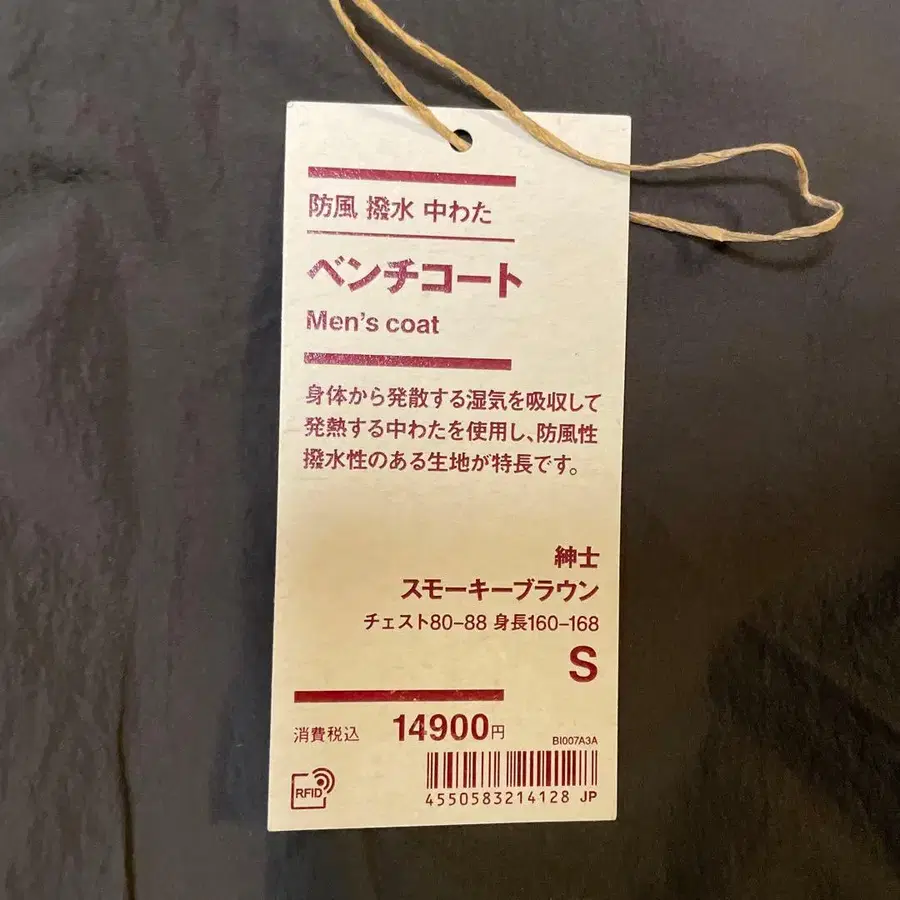 防風 撥水 中わた
ベンチコート
Men's coat
身体から発散する湿気を吸収して
発熱する中わたを使用し、防風性
撥水性のある生地が特長です。
紳士
スモーキーブラウン
チェスト80–88 身長160–168
S
消費税込 14900円
BI007A3A
RFID
4550583214128 JP